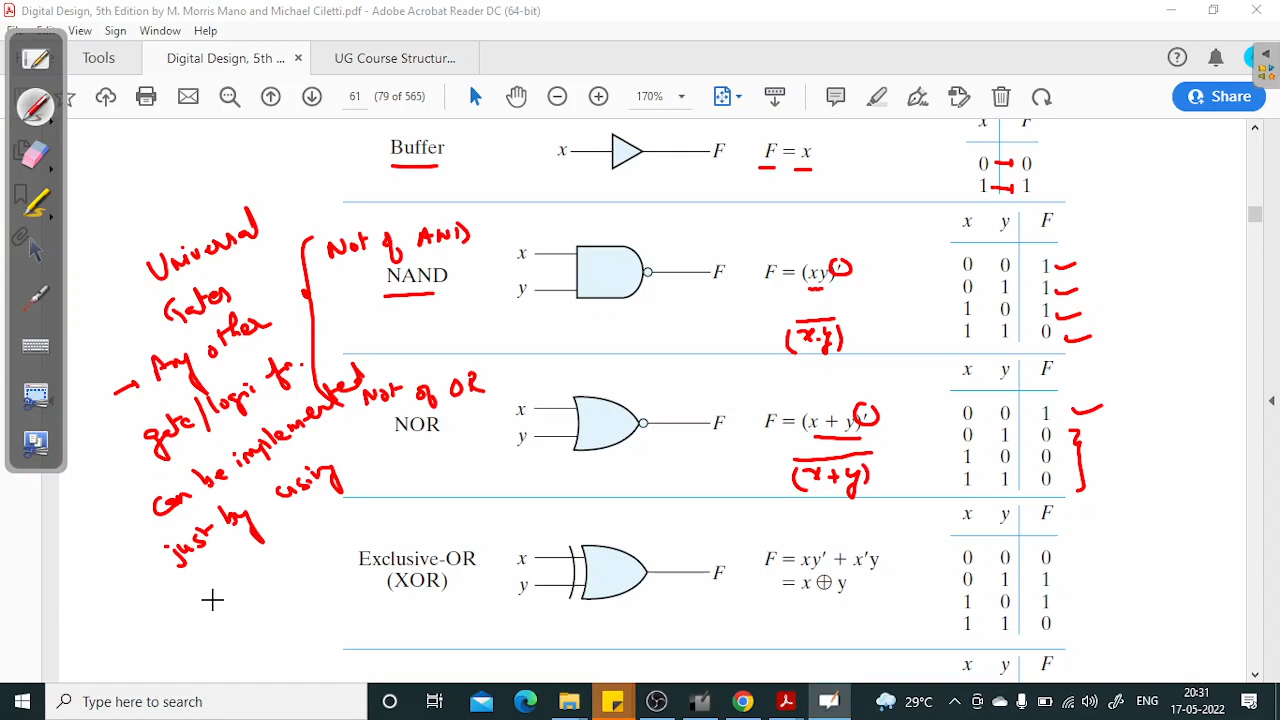 Digital Design, 5th Edition by M. Morris Mano and Michael Ciletti.pdf - Adobe Acrobat Reader DC (64-bit)
Edit View Sign Window Help
Tools Digital Design, 5th ... × UG Course Structur...
61 (79 of 565) 170% Share
x F
Buffer x F F = x 0 0
1 1
x y F
Not of AND
NAND x y F F = (xy)′
0 0 1
0 1 1
1 0 1
1 1 0
(x.y)
x y F
Not of OR
NOR x y F F = (x + y)′
0 0 1
0 1 0
1 0 0
1 1 0
(x+y)
x y F
Exclusive-OR
(XOR) x y F F = xy′ + x′y
= x ⊕ y
0 0 0
0 1 1
1 0 1
1 1 0
x y F
Universal
Gates
→ Any other
gate/logic fn.
can be implemented
just by using
Type here to search
29°C ENG 20:31
17-05-2022